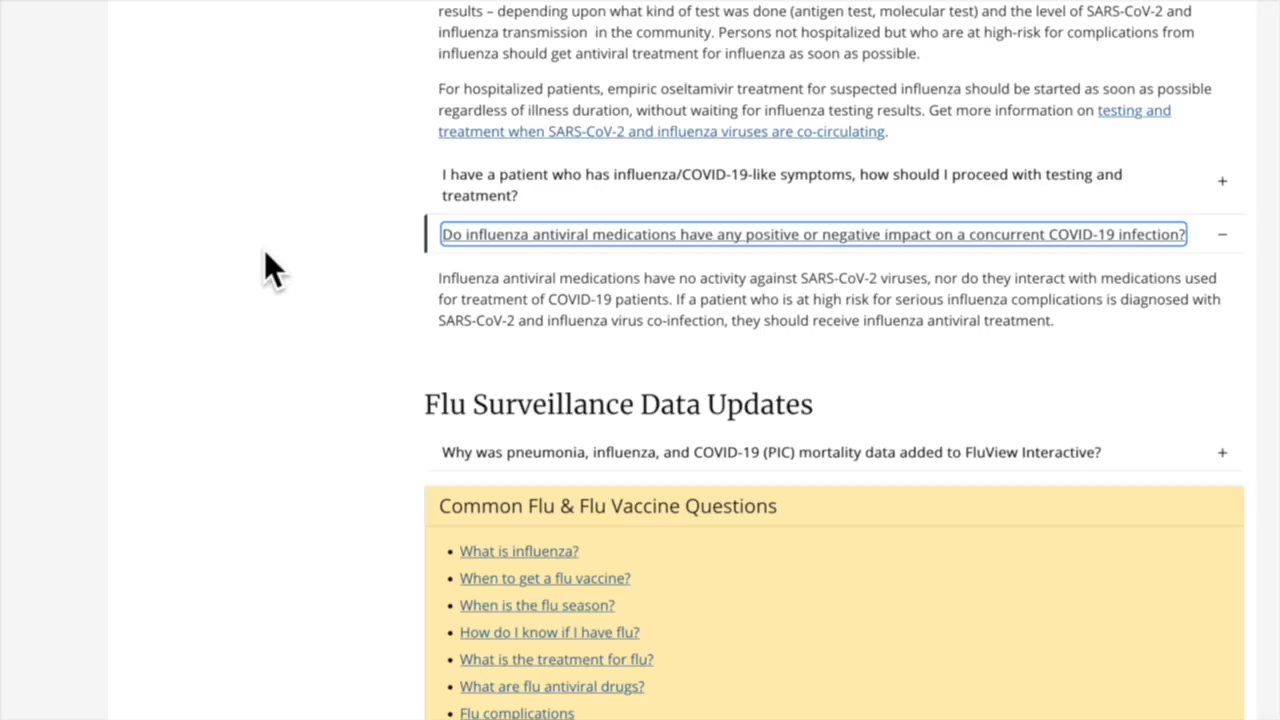 results – depending upon what kind of test was done (antigen test, molecular test) and the level of SARS-CoV-2 and
influenza transmission  in the community. Persons not hospitalized but who are at high-risk for complications from
influenza should get antiviral treatment for influenza as soon as possible.
For hospitalized patients, empiric oseltamivir treatment for suspected influenza should be started as soon as possible
regardless of illness duration, without waiting for influenza testing results. Get more information on testing and
treatment when SARS-CoV-2 and influenza viruses are co-circulating.
I have a patient who has influenza/COVID-19-like symptoms, how should I proceed with testing and
treatment?
Do influenza antiviral medications have any positive or negative impact on a concurrent COVID-19 infection?
Influenza antiviral medications have no activity against SARS-CoV-2 viruses, nor do they interact with medications used
for treatment of COVID-19 patients. If a patient who is at high risk for serious influenza complications is diagnosed with
SARS-CoV-2 and influenza virus co-infection, they should receive influenza antiviral treatment.
Flu Surveillance Data Updates
Why was pneumonia, influenza, and COVID-19 (PIC) mortality data added to FluView Interactive?
Common Flu & Flu Vaccine Questions
• What is influenza?
• When to get a flu vaccine?
• When is the flu season?
• How do I know if I have flu?
• What is the treatment for flu?
• What are flu antiviral drugs?
• Flu complications